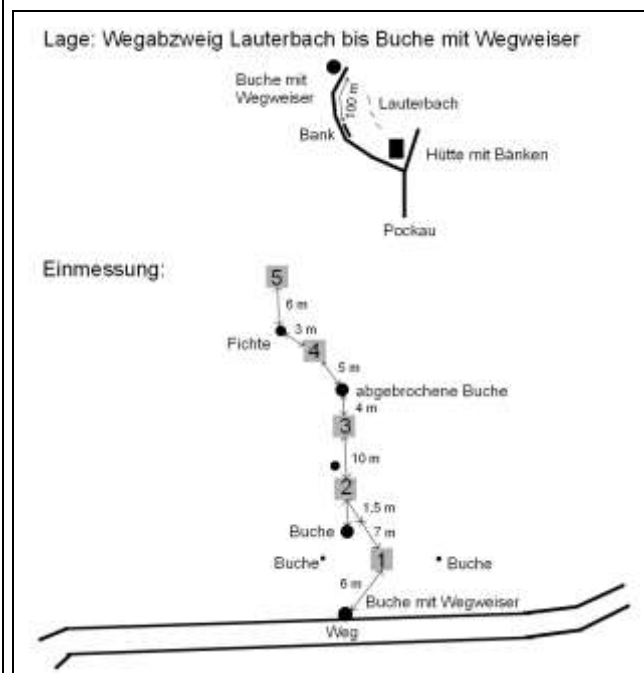 Lage: Wegabzweig Lauterbach bis Buche mit Wegweiser
Buche mit
Wegweiser
100 m
Lauterbach
Bank
Hütte mit Bänken
Pockau
Einmessung:
5
6 m
3 m
Fichte
4
5 m
abgebrochene Buche
4 m
3
10 m
2
1,5 m
Buche
7 m
Buche
1
Buche
6 m
Buche mit Wegweiser
Weg